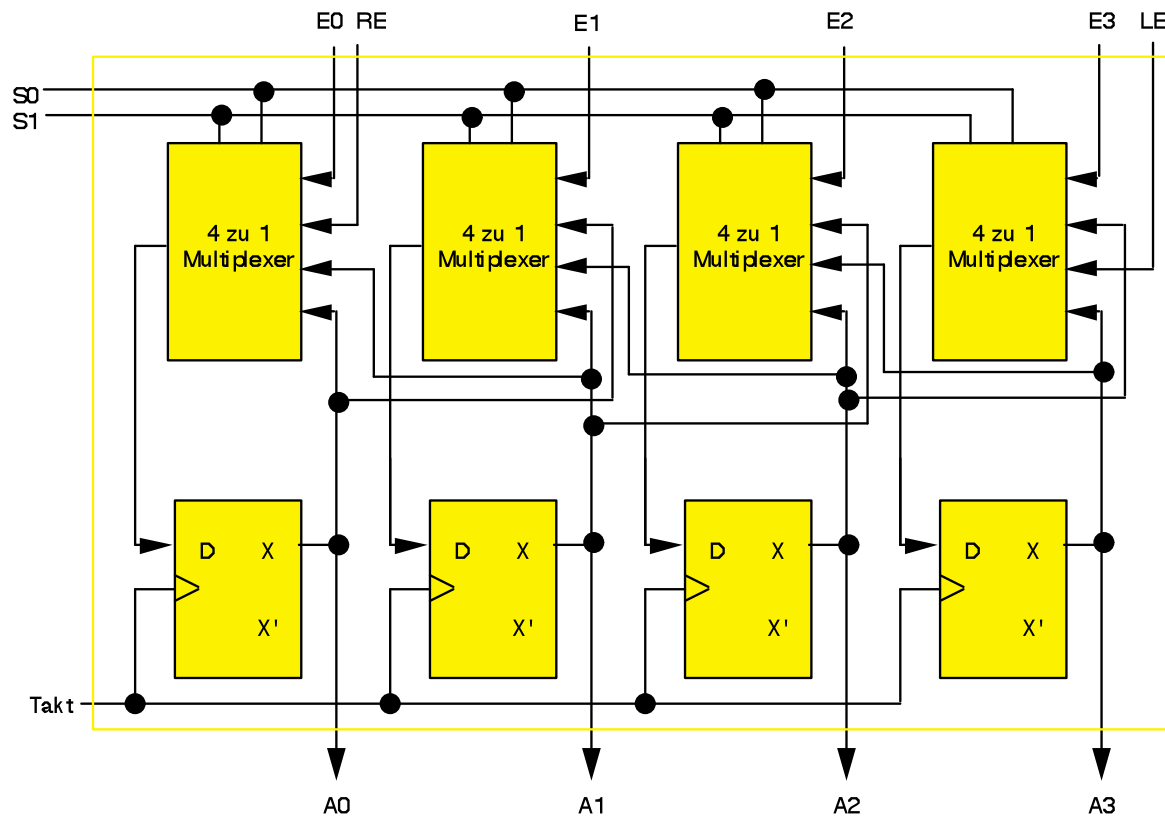 E0 RE E1 E2 E3 LE
S0
S1
4 zu 1
Multiplexer
4 zu 1
Multiplexer
4 zu 1
Multiplexer
4 zu 1
Multiplexer
D X
X'
D X
X'
D X
X'
D X
X'
Takt
A0 A1 A2 A3